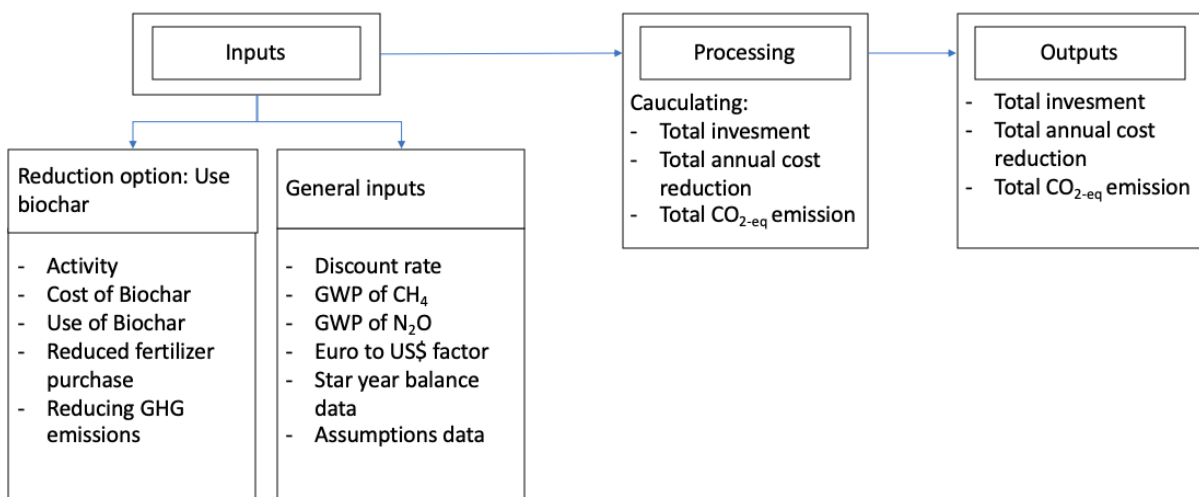 Inputs
Processing
Outputs
Cauculating:
- Total invesment
- Total annual cost
reduction
- Total CO₂₋eq emission
- Total invesment
- Total annual cost
reduction
- Total CO₂₋eq emission
Reduction option: Use
biochar
General inputs
- Activity
- Cost of Biochar
- Use of Biochar
- Reduced fertilizer
purchase
- Reducing GHG
emissions
- Discount rate
- GWP of CH₄
- GWP of N₂O
- Euro to US$ factor
- Star year balance
data
- Assumptions data